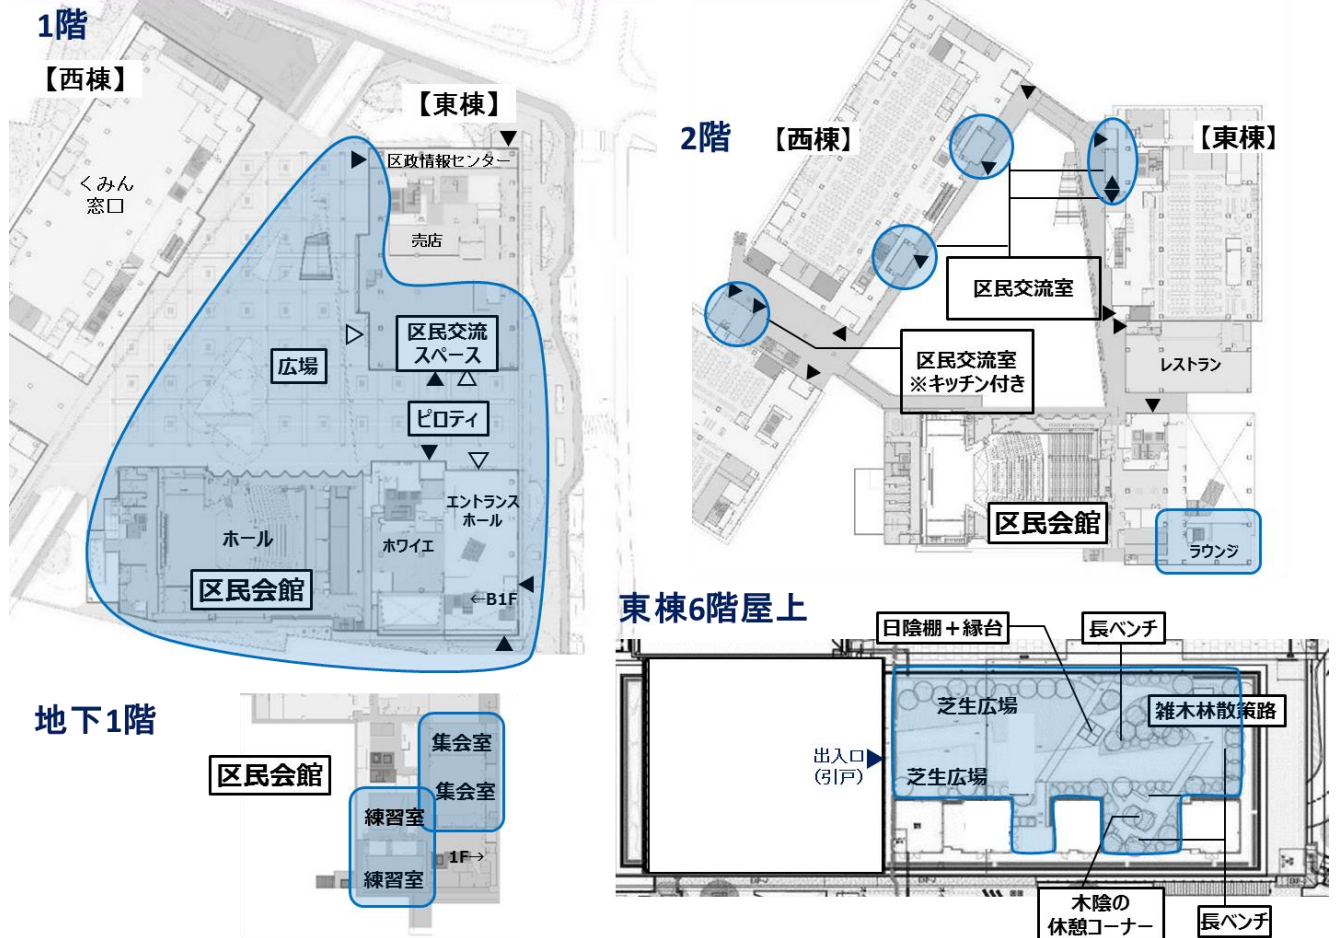 1階
【西棟】
【東棟】
区政情報センター
くみん
窓口
売店
区民交流
スペース
広場
ピロティ
エントランス
ホール
ホール
ホワイエ
区民会館
←B1F
2階
【西棟】
【東棟】
区民交流室
区民交流室
※キッチン付き
レストラン
区民会館
ラウンジ
地下1階
区民会館
集会室
集会室
練習室
1F→
練習室
東棟6階屋上
日陰棚+縁台
長ベンチ
芝生広場
雑木林散策路
出入口
(引戸)
芝生広場
木陰の
休憩コーナー
長ベンチ